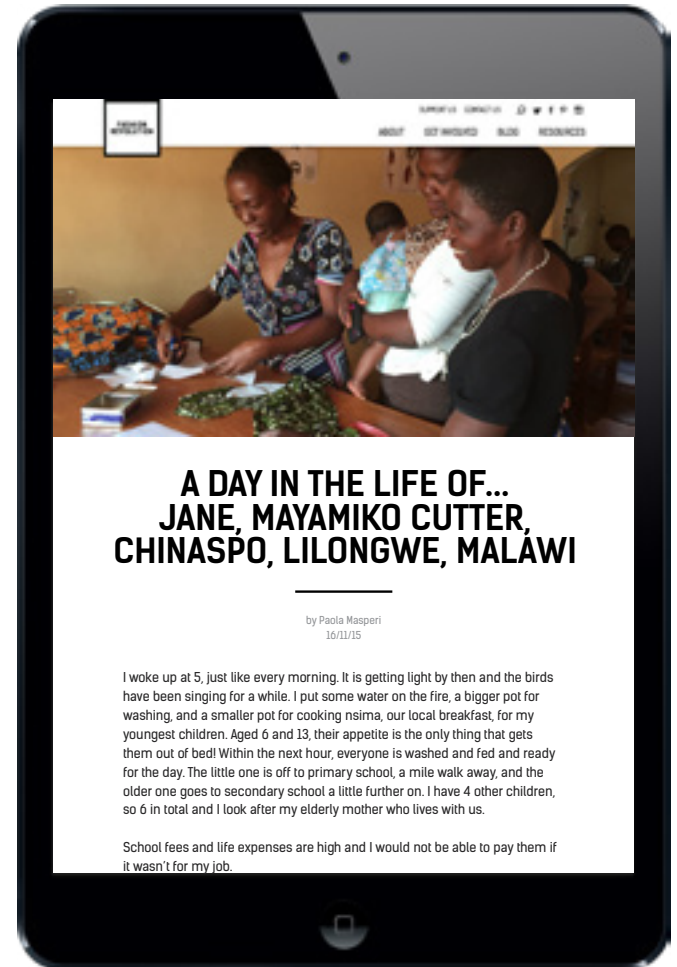 FASHION
REVOLUTION
SUPPORT US CONTACT US
ABOUT GET INVOLVED BLOG RESOURCES
A DAY IN THE LIFE OF...
JANE, MAYAMIKO CUTTER,
CHINASPO, LILONGWE, MALAWI
by Paola Masperi
16/11/15
I woke up at 5, just like every morning. It is getting light by then and the birds
have been singing for a while. I put some water on the fire, a bigger pot for
washing, and a smaller pot for cooking nsima, our local breakfast, for my
youngest children. Aged 6 and 13, their appetite is the only thing that gets
them out of bed! Within the next hour, everyone is washed and fed and ready
for the day. The little one is off to primary school, a mile walk away, and the
older one goes to secondary school a little further on. I have 4 other children,
so 6 in total and I look after my elderly mother who lives with us.
School fees and life expenses are high and I would not be able to pay them if
it wasn't for my job.